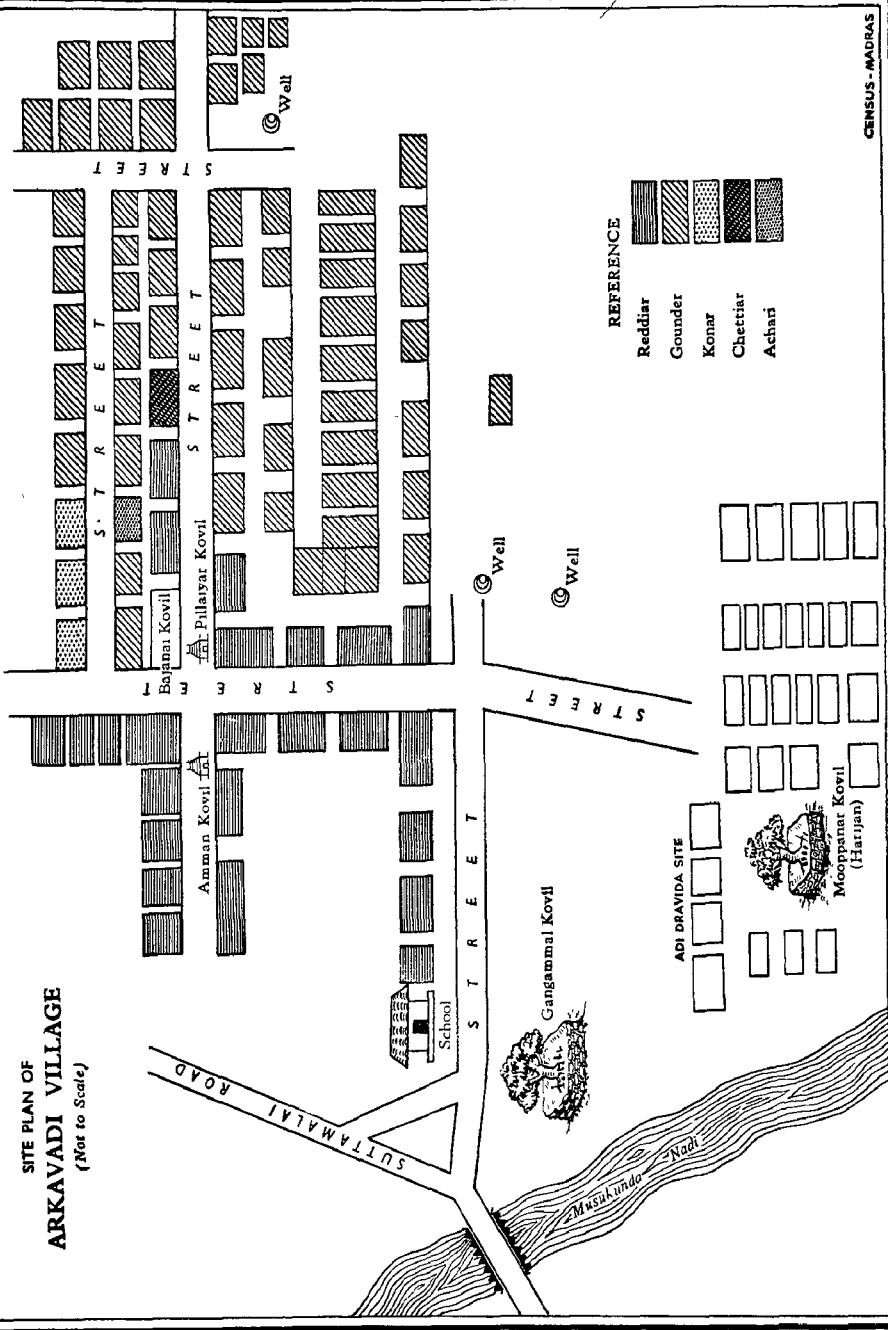 SITE PLAN OF
ARKAVADI VILLAGE
(Not to Scale)
SUTTAMALAI ROAD
School
STREET
Gangammal Kovil
Musukunda Nadi
ADI DRAVIDA SITE
Mooppanar Kovil
(Harijan)
Amman Kovil
STREET
Bajanai Kovil
Pillaiyar Kovil
STREET
STREET
STREET
STREET
Well
Well
Well
REFERENCE
Reddiar
Gounder
Konar
Chettiar
Achari
CENSUS-MADRAS